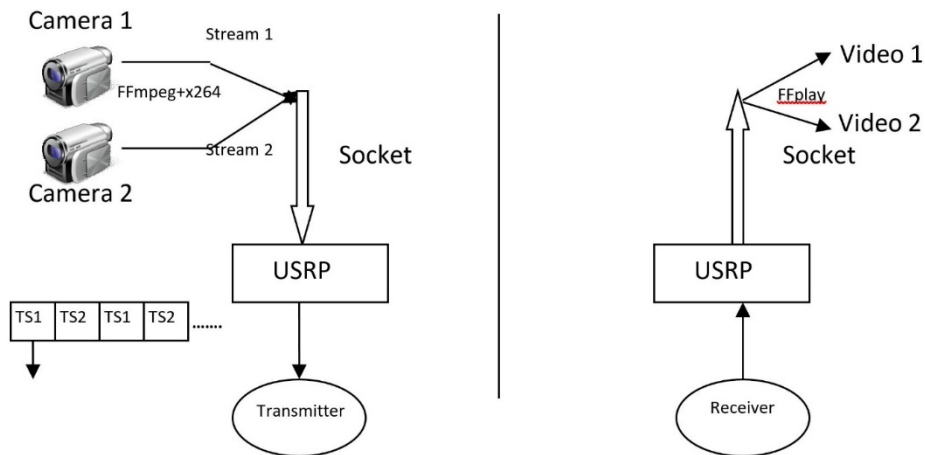 Camera 1
Stream 1
FFmpeg+x264
Stream 2
Camera 2
Socket
USRP
TS1 TS2 TS1 TS2 .......
Transmitter
Video 1
FFplay
Video 2
Socket
USRP
Receiver